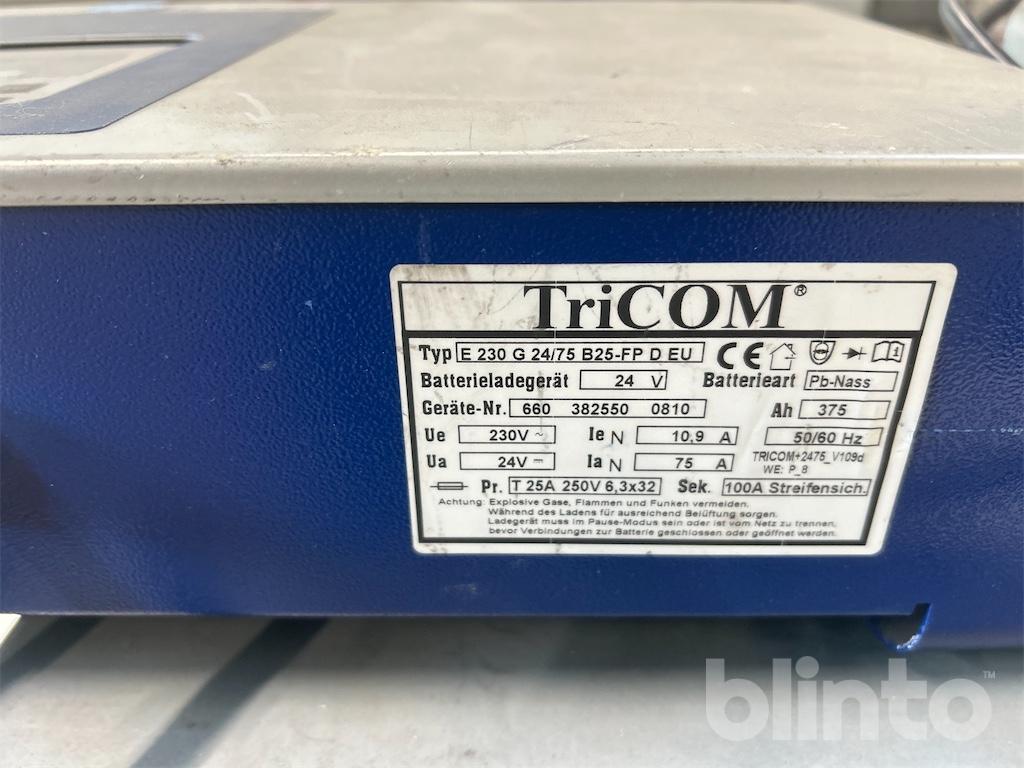 TriCOM®
Typ E 230 G 24/75 B25-FP D EU CE
Batterieladegerät 24 V Batterieart Pb-Nass
Geräte-Nr. 660 382550 0810 Ah 375
Ue 230V ~ Ie N 10,9 A 50/60 Hz
Ua 24V ⎓ Ia N 75 A TRICOM+2475_V109d
WE: P_8
Pr. T 25A 250V 6,3x32 Sek. 100A Streifensich.
Achtung: Explosive Gase, Flammen und Funken vermeiden.
Während des Ladens für ausreichend Belüftung sorgen.
Ladegerät muss im Pause-Modus sein oder ist vom Netz zu trennen,
bevor Verbindungen zur Batterie geschlossen oder geöffnet werden.
blinto™